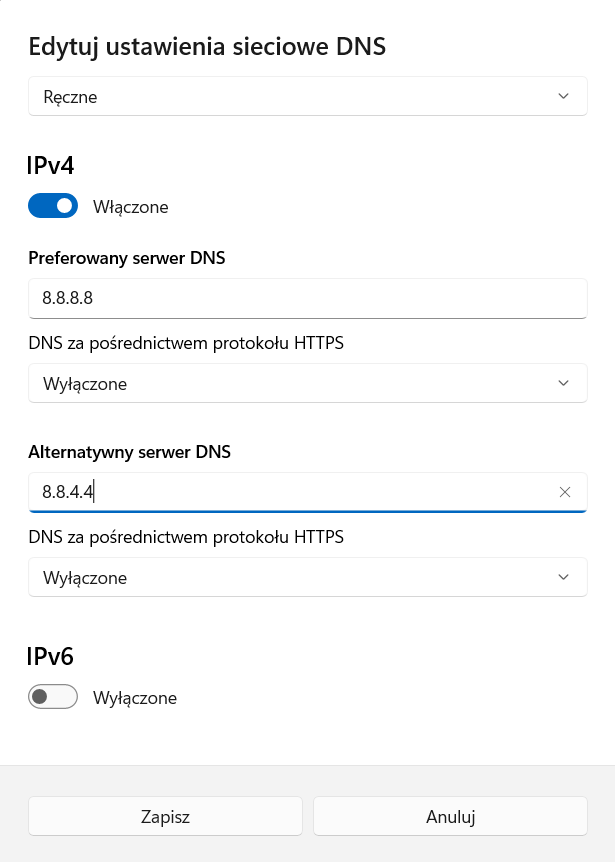 Edytuj ustawienia sieciowe DNS
Ręczne
IPv4
Włączone
Preferowany serwer DNS
8.8.8.8
DNS za pośrednictwem protokołu HTTPS
Wyłączone
Alternatywny serwer DNS
8.8.4.4
DNS za pośrednictwem protokołu HTTPS
Wyłączone
IPv6
Wyłączone
Zapisz Anuluj